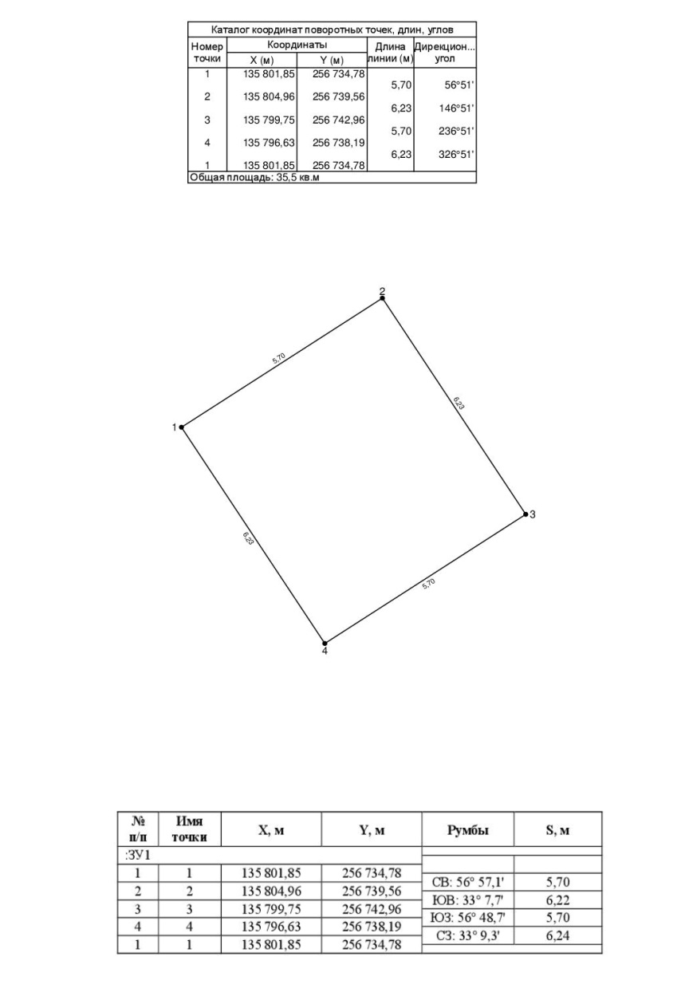 Каталог координат поворотных точек, длин, углов
Номер точки Координаты Длина линии (м) Дирекцион... угол
X (м) Y (м)
1 135 801,85 256 734,78
5,70 56°51'
2 135 804,96 256 739,56
6,23 146°51'
3 135 799,75 256 742,96
5,70 236°51'
4 135 796,63 256 738,19
6,23 326°51'
1 135 801,85 256 734,78
Общая площадь: 35,5 кв.м
2
5,70
6,23
1
3
6,23
5,70
4
№ п/п Имя точки X, м Y, м Румбы S, м
:ЗУ1
1 1 135 801,85 256 734,78
СВ: 56° 57,1' 5,70
2 2 135 804,96 256 739,56
ЮВ: 33° 7,7' 6,22
3 3 135 799,75 256 742,96
ЮЗ: 56° 48,7' 5,70
4 4 135 796,63 256 738,19
СЗ: 33° 9,3' 6,24
1 1 135 801,85 256 734,78